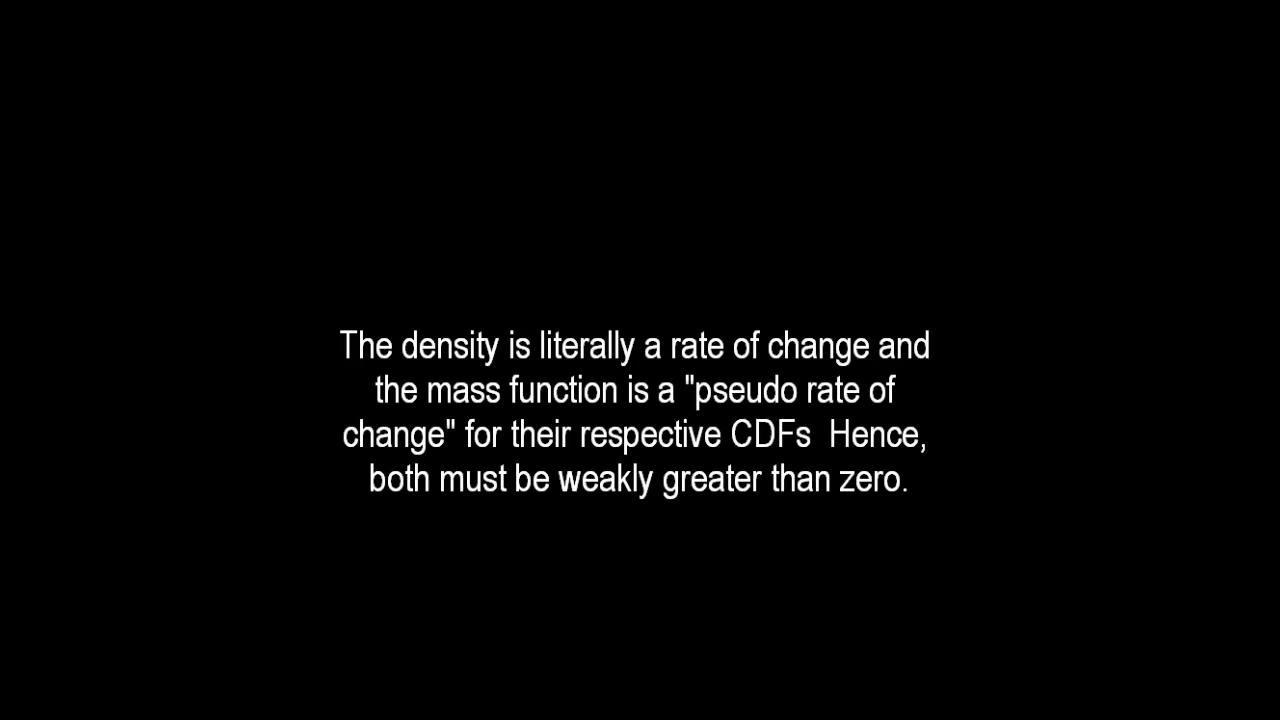 The density is literally a rate of change and
the mass function is a "pseudo rate of
change" for their respective CDFs  Hence,
both must be weakly greater than zero.